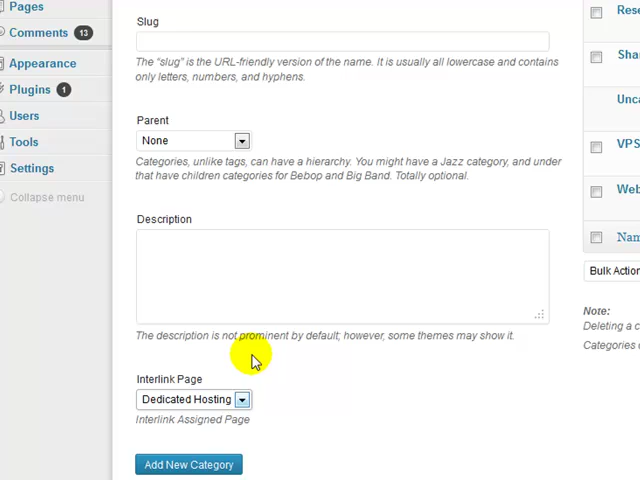 Pages
Comments 13
Appearance
Plugins 1
Users
Tools
Settings
Collapse menu
Slug
The “slug” is the URL-friendly version of the name. It is usually all lowercase and contains
only letters, numbers, and hyphens.
Parent
None
Categories, unlike tags, can have a hierarchy. You might have a Jazz category, and under
that have children categories for Bebop and Big Band. Totally optional.
Description
The description is not prominent by default; however, some themes may show it.
Interlink Page
Dedicated Hosting
Interlink Assigned Page
Add New Category
Rese
Shar
Unca
VPS
Web
Nam
Bulk Action
Note:
Deleting a c
Categories